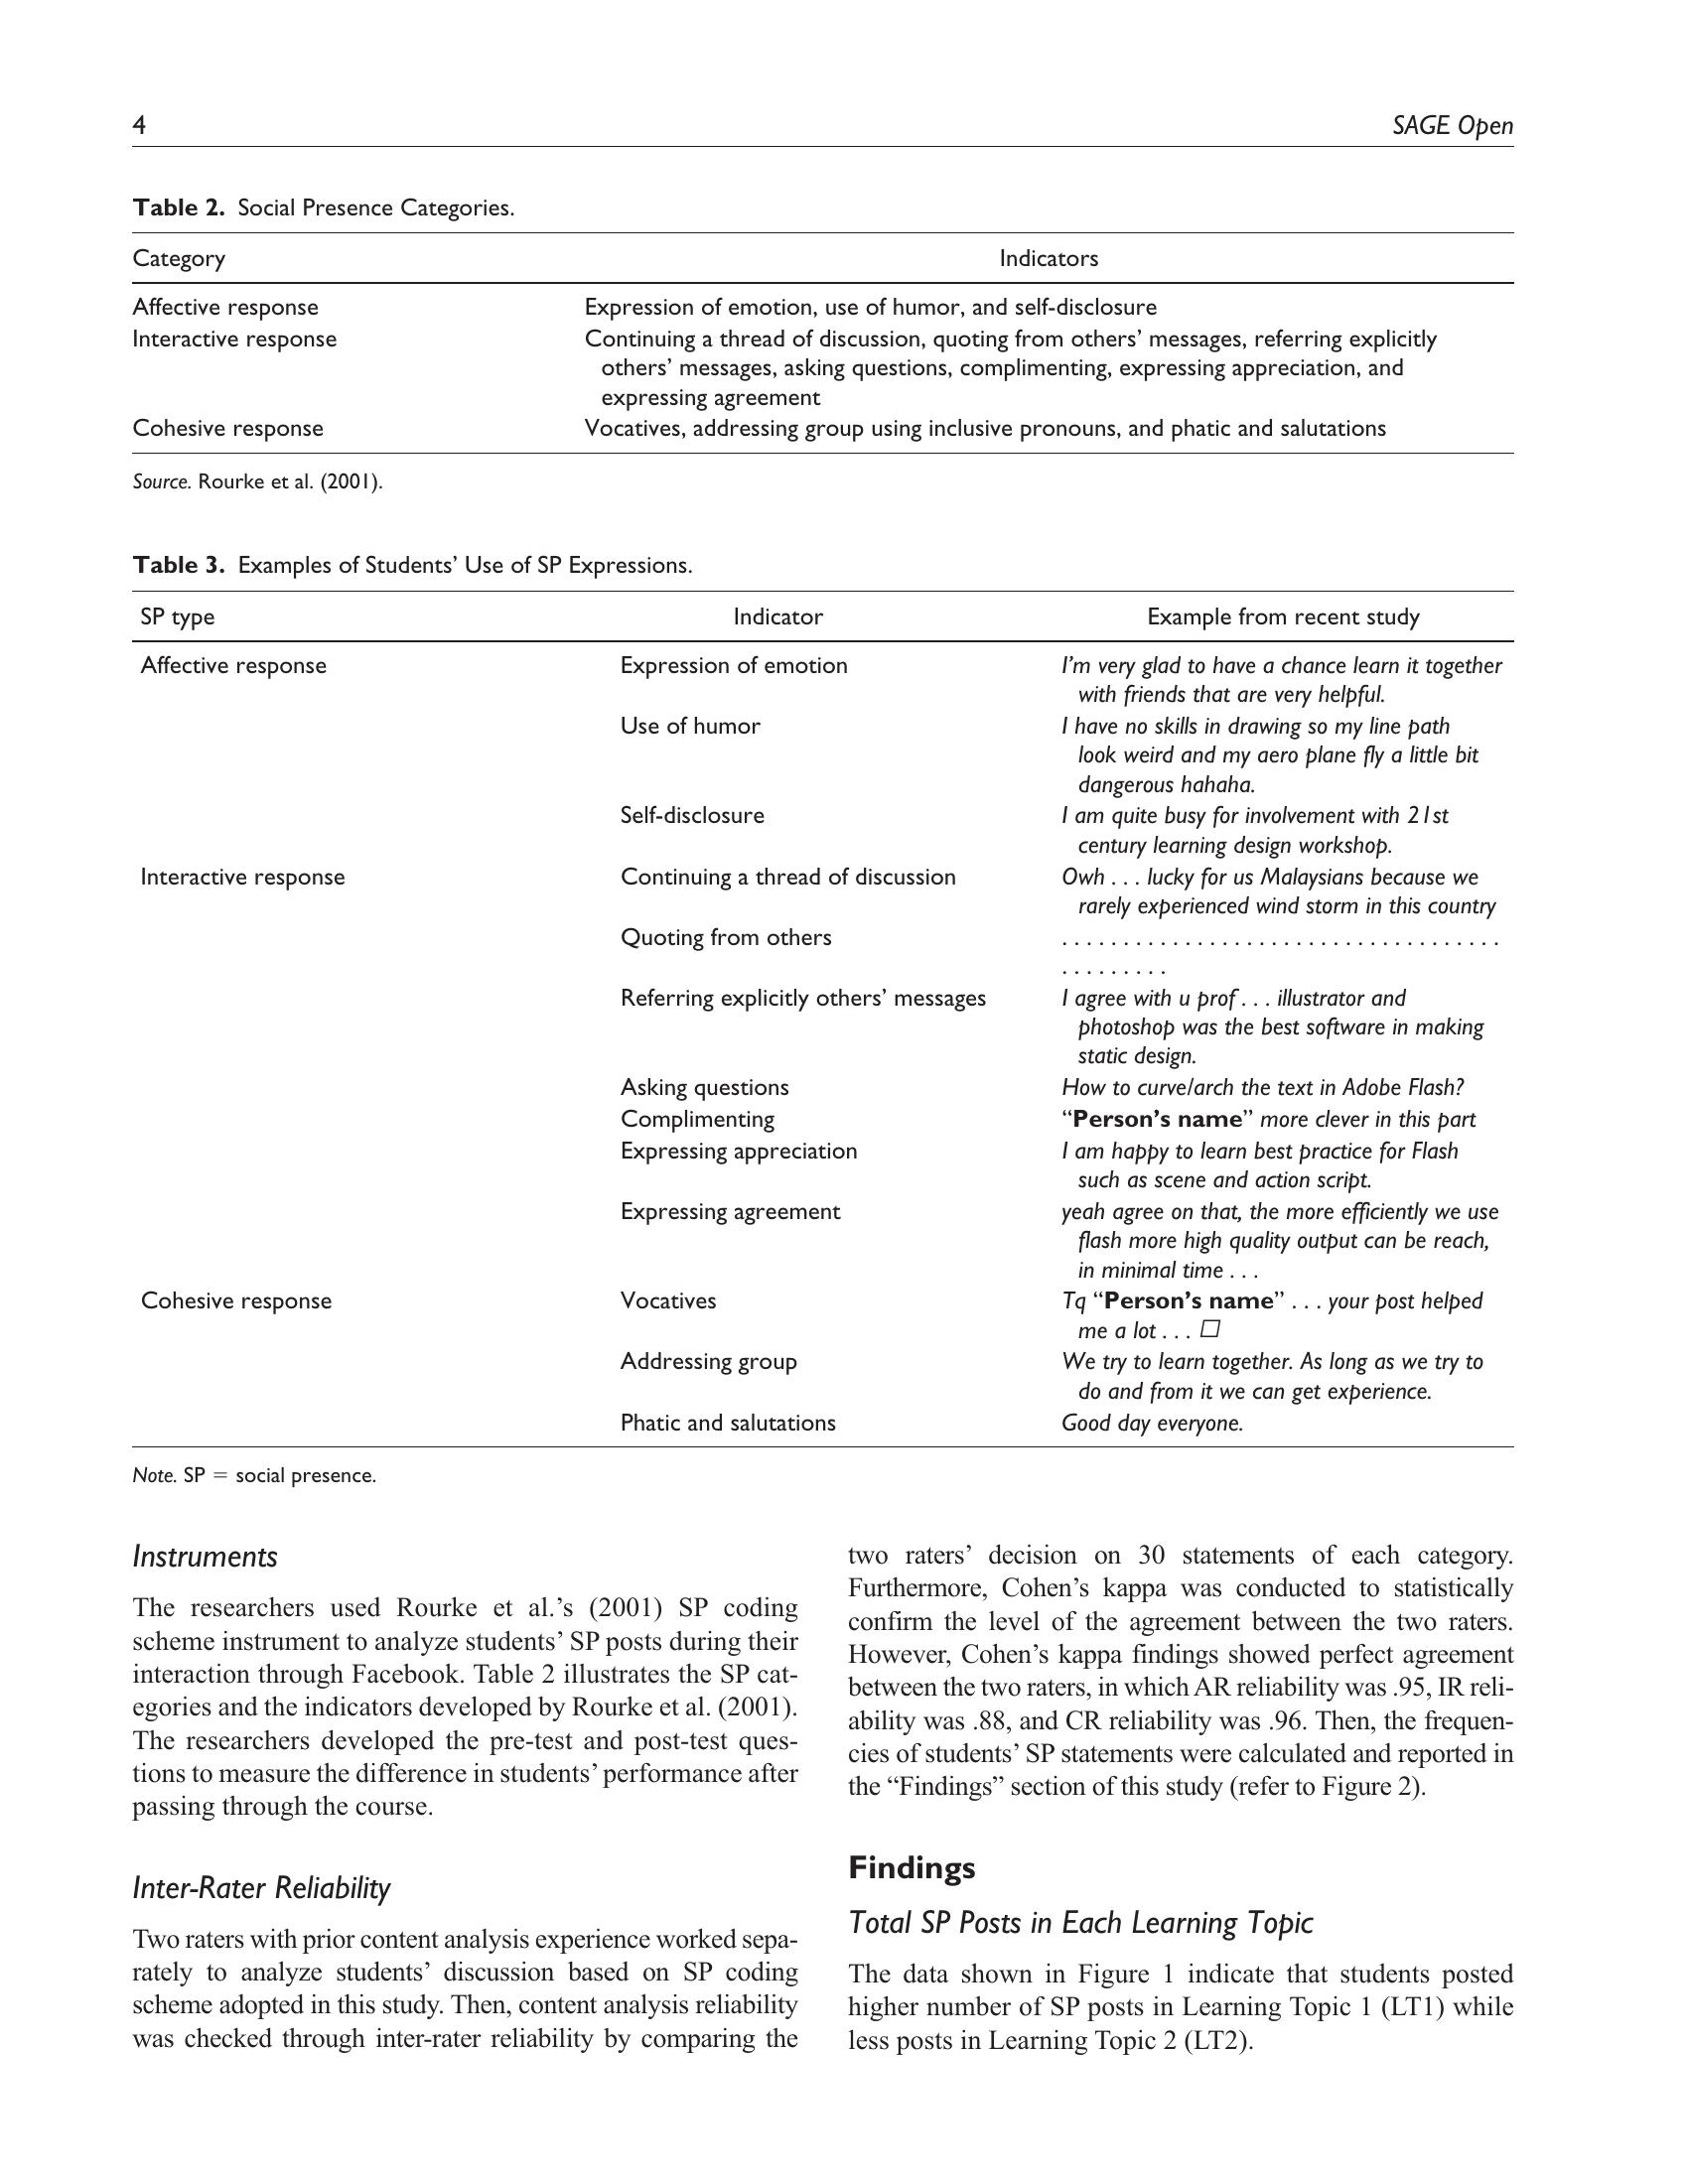 4
SAGE Open
Table 2. Social Presence Categories.
Category Indicators
Affective response Expression of emotion, use of humor, and self-disclosure
Interactive response Continuing a thread of discussion, quoting from others’ messages, referring explicitly
others’ messages, asking questions, complimenting, expressing appreciation, and
expressing agreement
Cohesive response Vocatives, addressing group using inclusive pronouns, and phatic and salutations
Source. Rourke et al. (2001).
Table 3. Examples of Students’ Use of SP Expressions.
SP type Indicator Example from recent study
Affective response Expression of emotion I’m very glad to have a chance learn it together
with friends that are very helpful.
Use of humor I have no skills in drawing so my line path
look weird and my aero plane fly a little bit
dangerous hahaha.
Self-disclosure I am quite busy for involvement with 21st
century learning design workshop.
Interactive response Continuing a thread of discussion Owh . . . lucky for us Malaysians because we
rarely experienced wind storm in this country
Quoting from others . . . . . . . . . . . . . . . . . . . . . . . . . . . . . . . . . . . .
. . . . . . . . .
Referring explicitly others’ messages I agree with u prof . . . illustrator and
photoshop was the best software in making
static design.
Asking questions How to curve/arch the text in Adobe Flash?
Complimenting “Person’s name” more clever in this part
Expressing appreciation I am happy to learn best practice for Flash
such as scene and action script.
Expressing agreement yeah agree on that, the more efficiently we use
flash more high quality output can be reach,
in minimal time . . .
Cohesive response Vocatives Tq “Person’s name” . . . your post helped
me a lot . . . □
Addressing group We try to learn together. As long as we try to
do and from it we can get experience.
Phatic and salutations Good day everyone.
Note. SP = social presence.
Instruments
The researchers used Rourke et al.’s (2001) SP coding
scheme instrument to analyze students’ SP posts during their
interaction through Facebook. Table 2 illustrates the SP cat-
egories and the indicators developed by Rourke et al. (2001).
The researchers developed the pre-test and post-test ques-
tions to measure the difference in students’ performance after
passing through the course.
Inter-Rater Reliability
Two raters with prior content analysis experience worked sepa-
rately to analyze students’ discussion based on SP coding
scheme adopted in this study. Then, content analysis reliability
was checked through inter-rater reliability by comparing the
two raters’ decision on 30 statements of each category.
Furthermore, Cohen’s kappa was conducted to statistically
confirm the level of the agreement between the two raters.
However, Cohen’s kappa findings showed perfect agreement
between the two raters, in which AR reliability was .95, IR reli-
ability was .88, and CR reliability was .96. Then, the frequen-
cies of students’ SP statements were calculated and reported in
the “Findings” section of this study (refer to Figure 2).
Findings
Total SP Posts in Each Learning Topic
The data shown in Figure 1 indicate that students posted
higher number of SP posts in Learning Topic 1 (LT1) while
less posts in Learning Topic 2 (LT2).